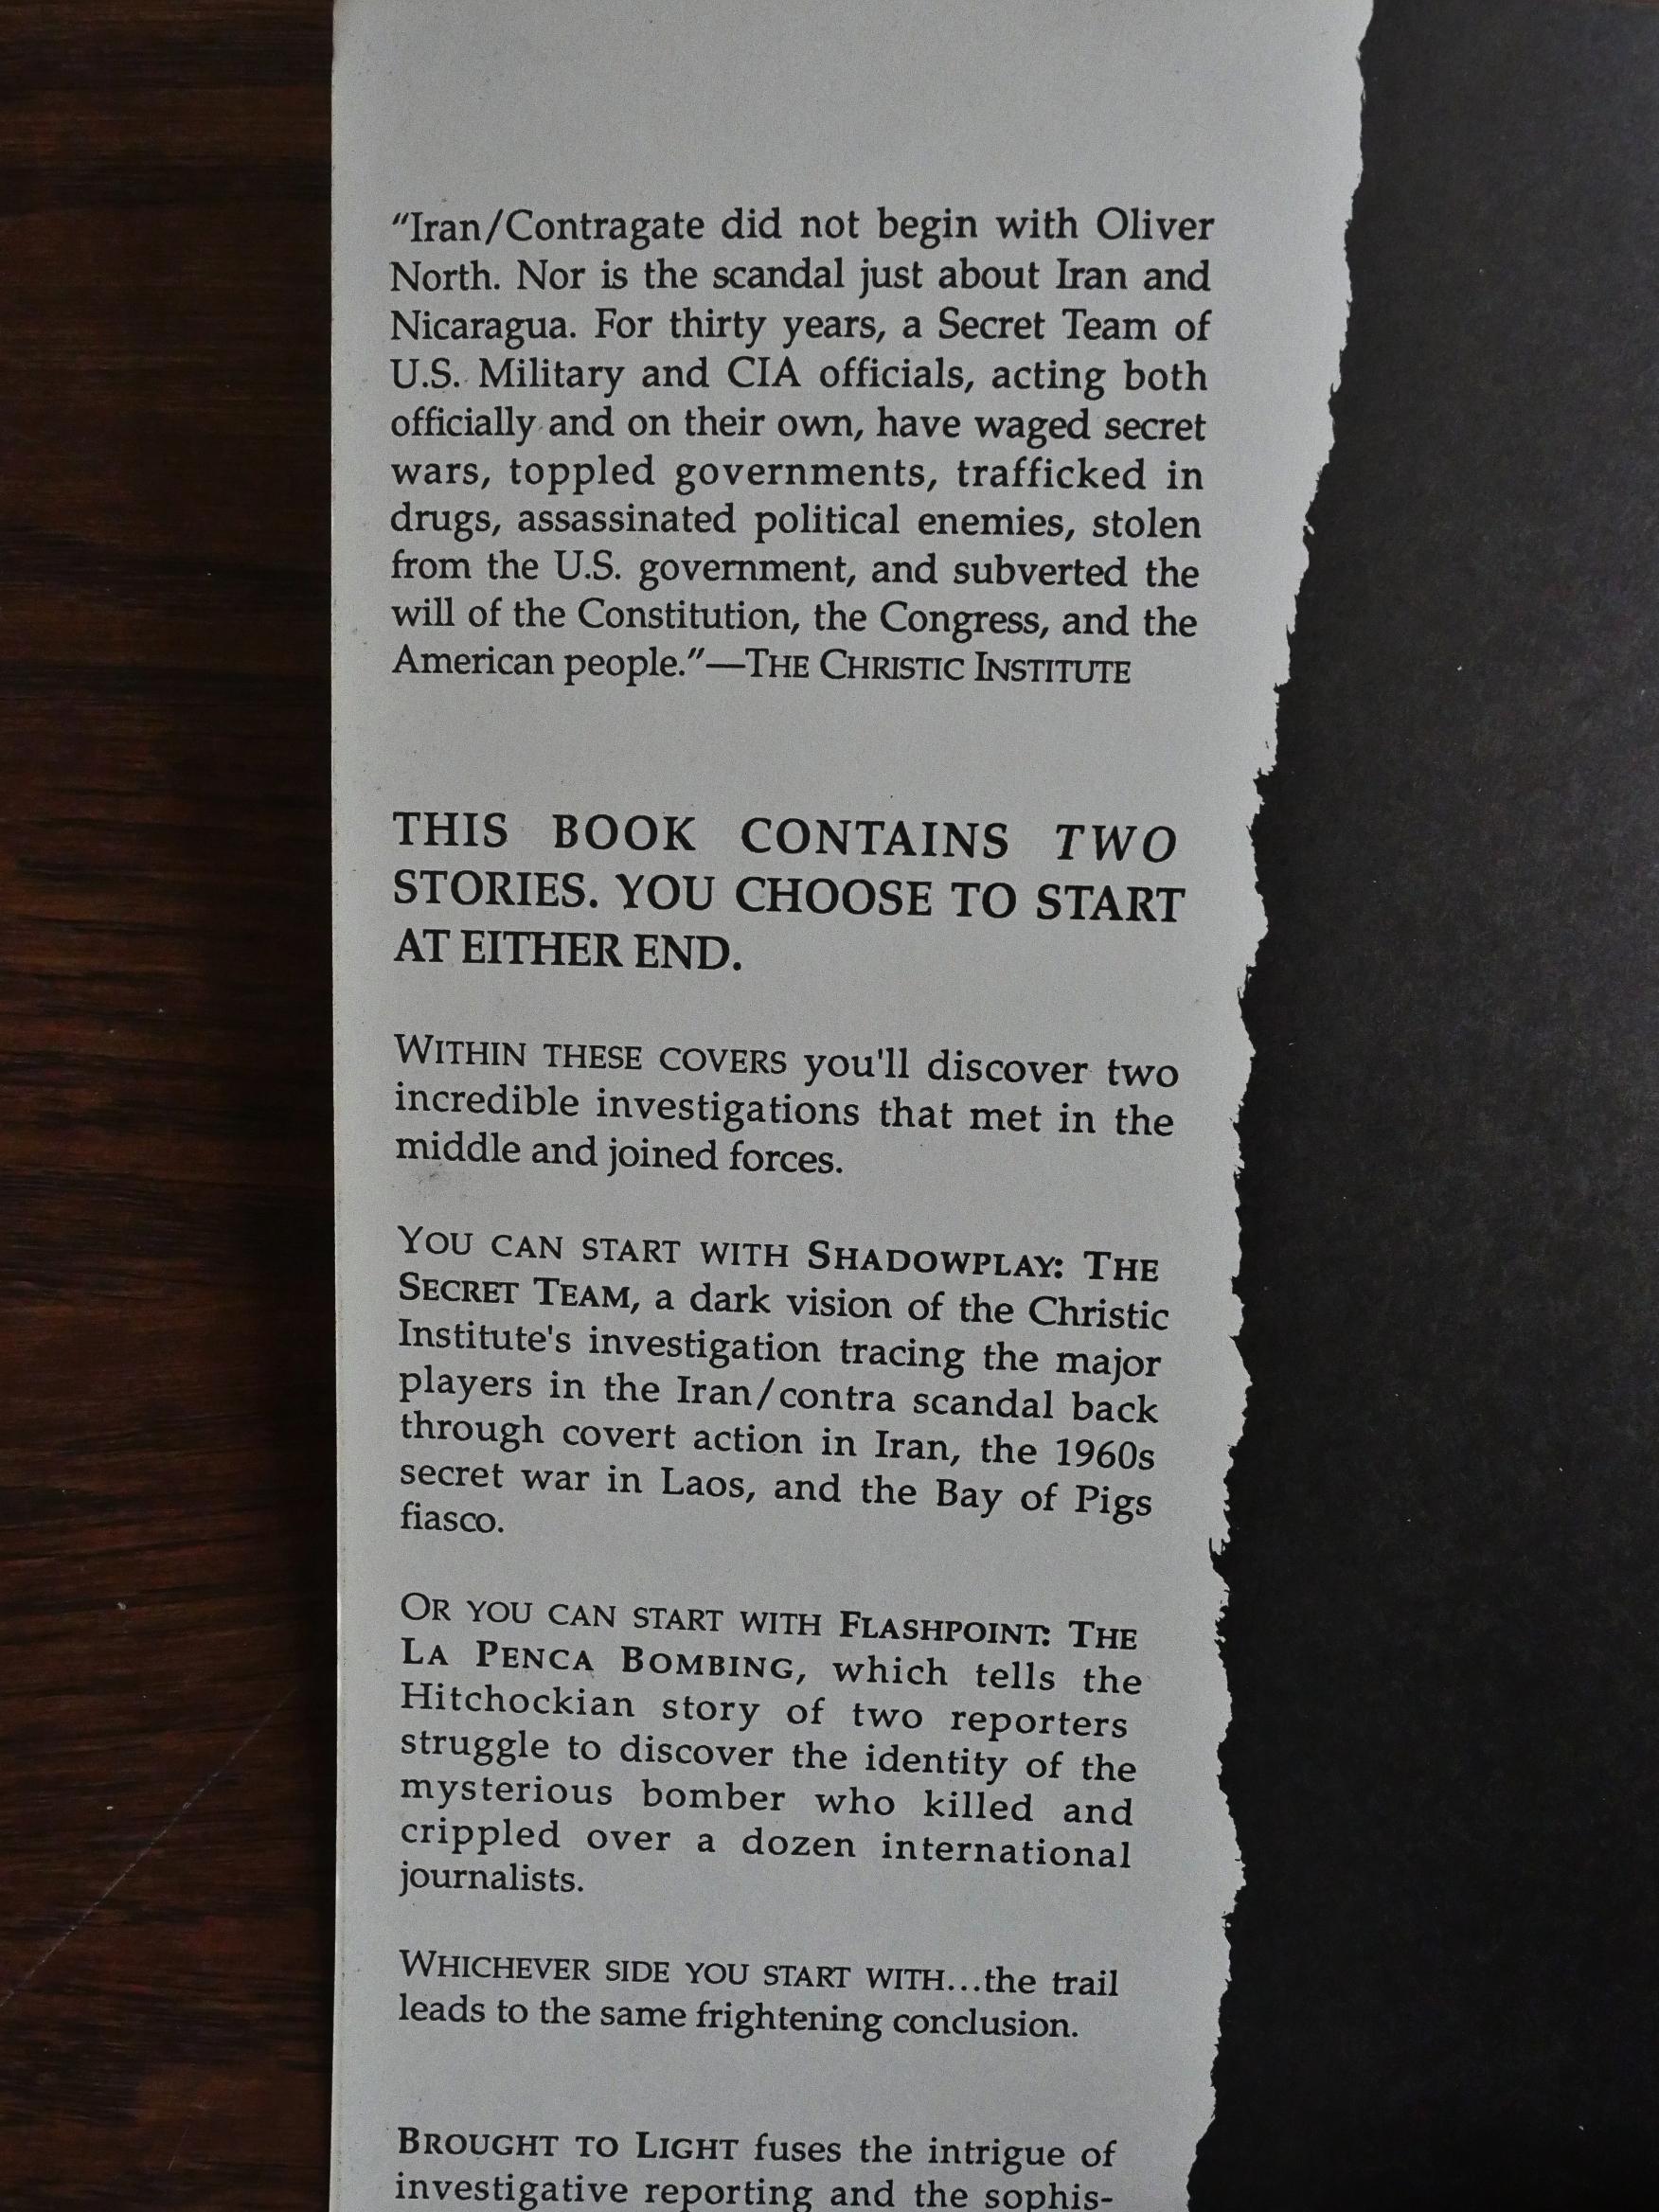 “Iran/Contragate did not begin with Oliver
North. Nor is the scandal just about Iran and
Nicaragua. For thirty years, a Secret Team of
U.S. Military and CIA officials, acting both
officially and on their own, have waged secret
wars, toppled governments, trafficked in
drugs, assassinated political enemies, stolen
from the U.S. government, and subverted the
will of the Constitution, the Congress, and the
American people.”—THE CHRISTIC INSTITUTE
THIS BOOK CONTAINS TWO
STORIES. YOU CHOOSE TO START
AT EITHER END.
WITHIN THESE COVERS you'll discover two
incredible investigations that met in the
middle and joined forces.
YOU CAN START WITH SHADOWPLAY: THE
SECRET TEAM, a dark vision of the Christic
Institute's investigation tracing the major
players in the Iran/contra scandal back
through covert action in Iran, the 1960s
secret war in Laos, and the Bay of Pigs
fiasco.
OR YOU CAN START WITH FLASHPOINT: THE
LA PENCA BOMBING, which tells the
Hitchockian story of two reporters
struggle to discover the identity of the
mysterious bomber who killed and
crippled over a dozen international
journalists.
WHICHEVER SIDE YOU START WITH...the trail
leads to the same frightening conclusion.
BROUGHT TO LIGHT fuses the intrigue of
investigative reporting and the sophis-